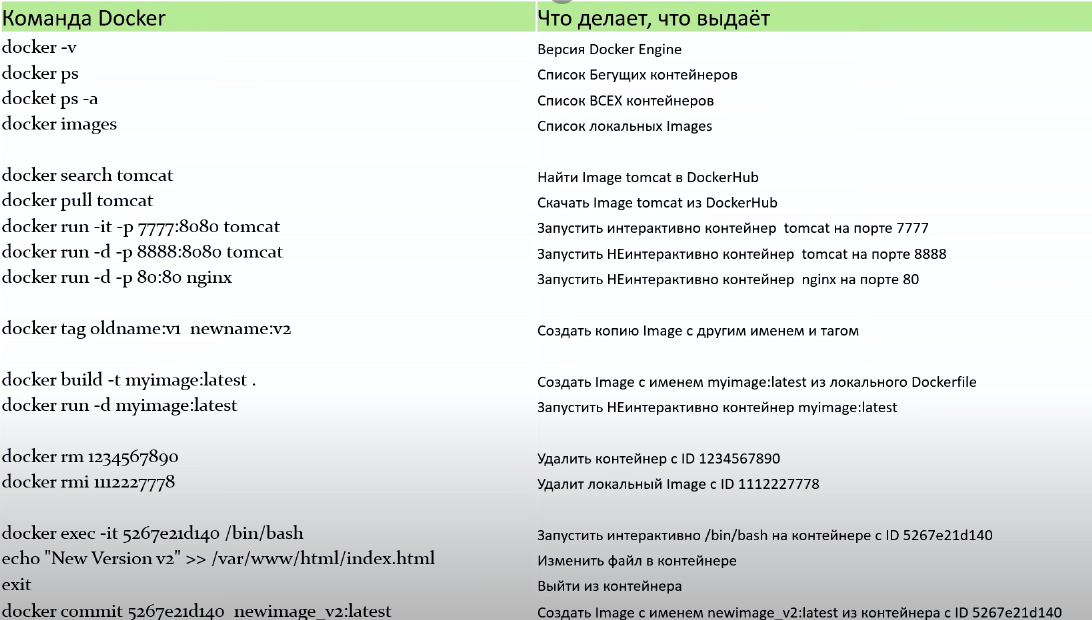 Команда Docker Что делает, что выдаёт
docker -v Версия Docker Engine
docker ps Список Бегущих контейнеров
docket ps -a Список ВСЕХ контейнеров
docker images Список локальных Images
docker search tomcat Найти Image tomcat в DockerHub
docker pull tomcat Скачать Image tomcat из DockerHub
docker run -it -p 7777:8080 tomcat Запустить интерактивно контейнер tomcat на порте 7777
docker run -d -p 8888:8080 tomcat Запустить НЕинтерактивно контейнер tomcat на порте 8888
docker run -d -p 80:80 nginx Запустить НЕинтерактивно контейнер nginx на порте 80
docker tag oldname:v1 newname:v2 Создать копию Image с другим именем и тагом
docker build -t myimage:latest . Создать Image с именем myimage:latest из локального Dockerfile
docker run -d myimage:latest Запустить НЕинтерактивно контейнер myimage:latest
docker rm 1234567890 Удалить контейнер с ID 1234567890
docker rmi 1112227778 Удалит локальный Image с ID 1112227778
docker exec -it 5267e21d140 /bin/bash Запустить интерактивно /bin/bash на контейнере с ID 5267e21d140
echo "New Version v2" >> /var/www/html/index.html Изменить файл в контейнере
exit Выйти из контейнера
docker commit 5267e21d140 newimage_v2:latest Создать Image с именем newimage_v2:latest из контейнера с ID 5267e21d140